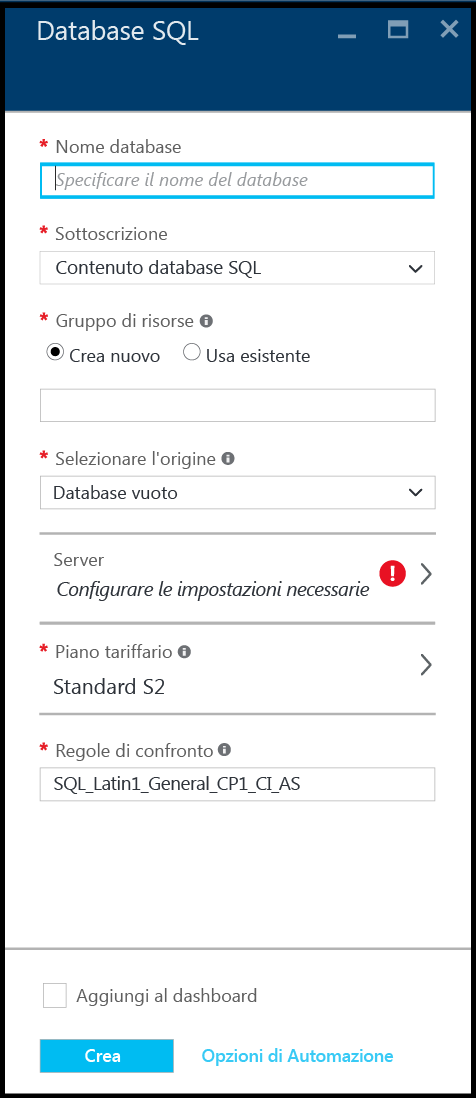 Database SQL
* Nome database
Specificare il nome del database
* Sottoscrizione
Contenuto database SQL
* Gruppo di risorse
Crea nuovo Usa esistente
* Selezionare l'origine
Database vuoto
Server
Configurare le impostazioni necessarie
* Piano tariffario
Standard S2
* Regole di confronto
SQL_Latin1_General_CP1_CI_AS
Aggiungi al dashboard
Crea Opzioni di Automazione